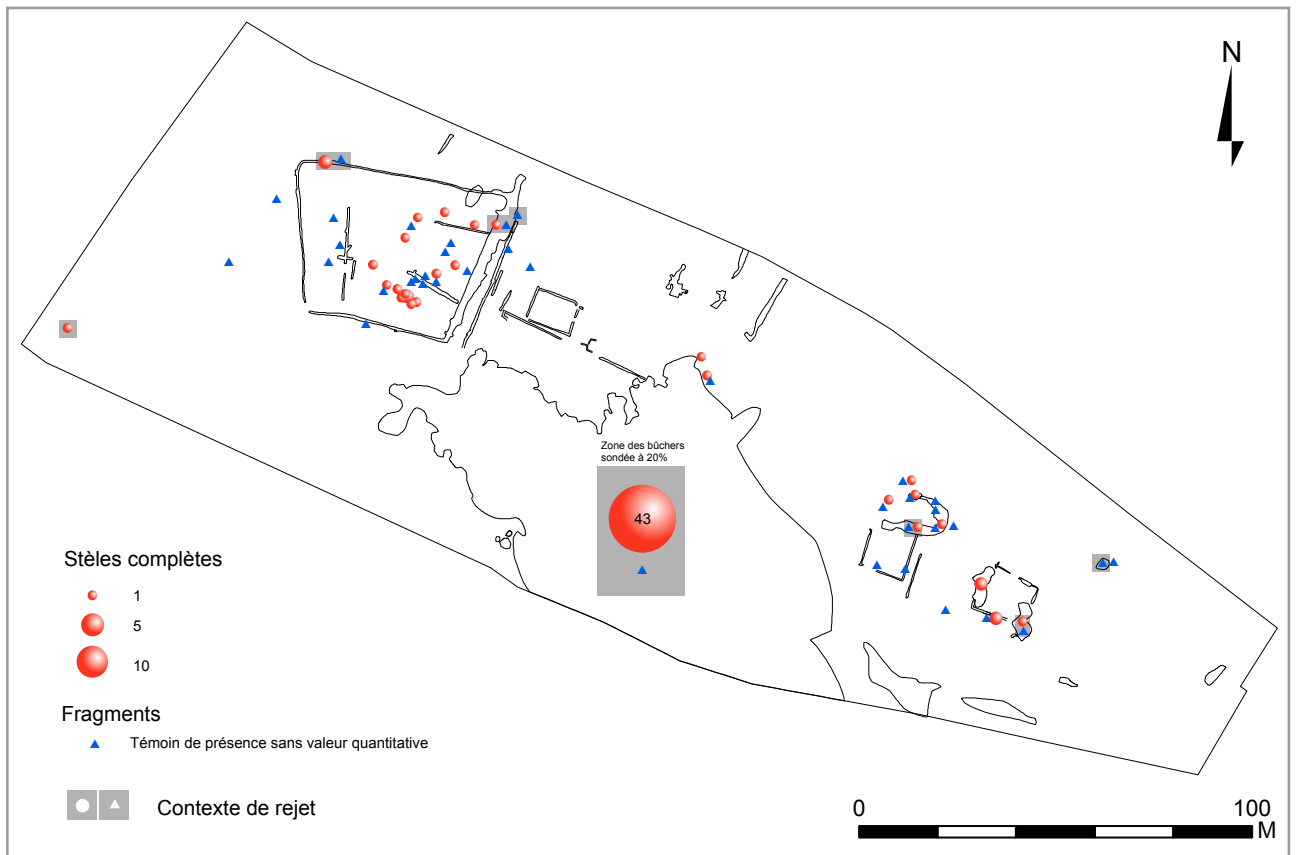 N
Zone des bûchers
sondée à 20%
43
Stèles complètes
1
5
10
Fragments
Témoin de présence sans valeur quantitative
Contexte de rejet
0 100
M